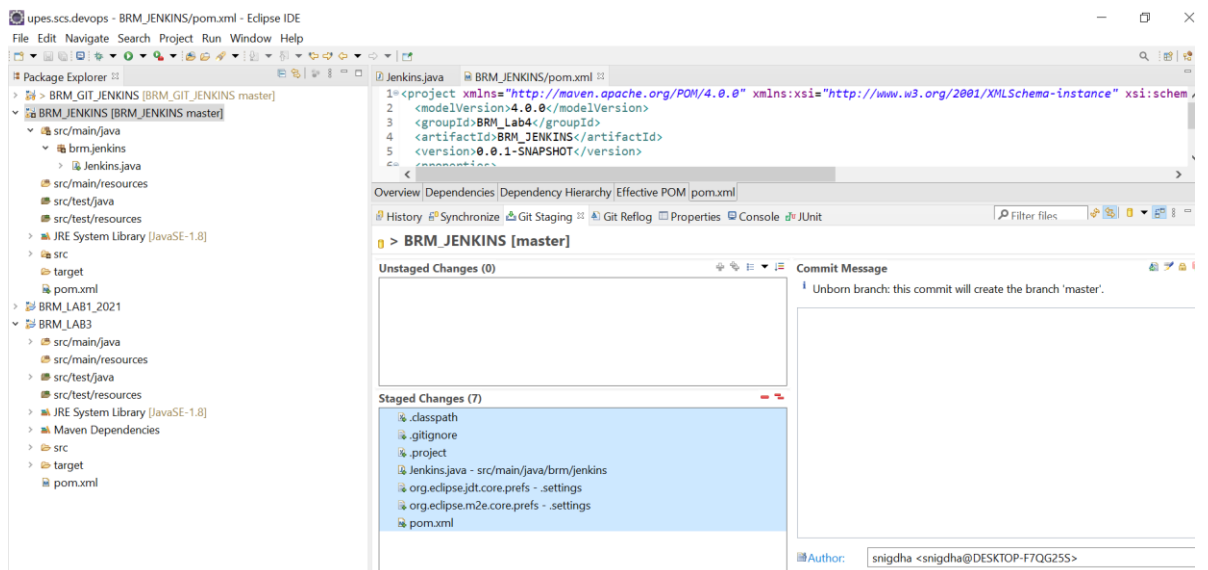 upes.scs.devops - BRM_JENKINS/pom.xml - Eclipse IDE
File Edit Navigate Search Project Run Window Help
Package Explorer
> BRM_GIT_JENKINS [BRM_GIT_JENKINS master]
BRM_JENKINS [BRM_JENKINS master]
src/main/java
brm.jenkins
Jenkins.java
src/main/resources
src/test/java
src/test/resources
JRE System Library [JavaSE-1.8]
src
target
pom.xml
BRM_LAB1_2021
BRM_LAB3
src/main/java
src/main/resources
src/test/java
src/test/resources
JRE System Library [JavaSE-1.8]
Maven Dependencies
src
target
pom.xml
Jenkins.java BRM_JENKINS/pom.xml
1 <project xmlns="http://maven.apache.org/POM/4.0.0" xmlns:xsi="http://www.w3.org/2001/XMLSchema-instance" xsi:schem
2 <modelVersion>4.0.0</modelVersion>
3 <groupId>BRM_Lab4</groupId>
4 <artifactId>BRM_JENKINS</artifactId>
5 <version>0.0.1-SNAPSHOT</version>
6 <properties>
Overview Dependencies Dependency Hierarchy Effective POM pom.xml
History Synchronize Git Staging Git Reflog Properties Console JUnit Filter files
> BRM_JENKINS [master]
Unstaged Changes (0)
Staged Changes (7)
.classpath
.gitignore
.project
Jenkins.java - src/main/java/brm/jenkins
org.eclipse.jdt.core.prefs - .settings
org.eclipse.m2e.core.prefs - .settings
pom.xml
Commit Message
Unborn branch: this commit will create the branch 'master'.
Author: snigdha <snigdha@DESKTOP-F7QG25S>